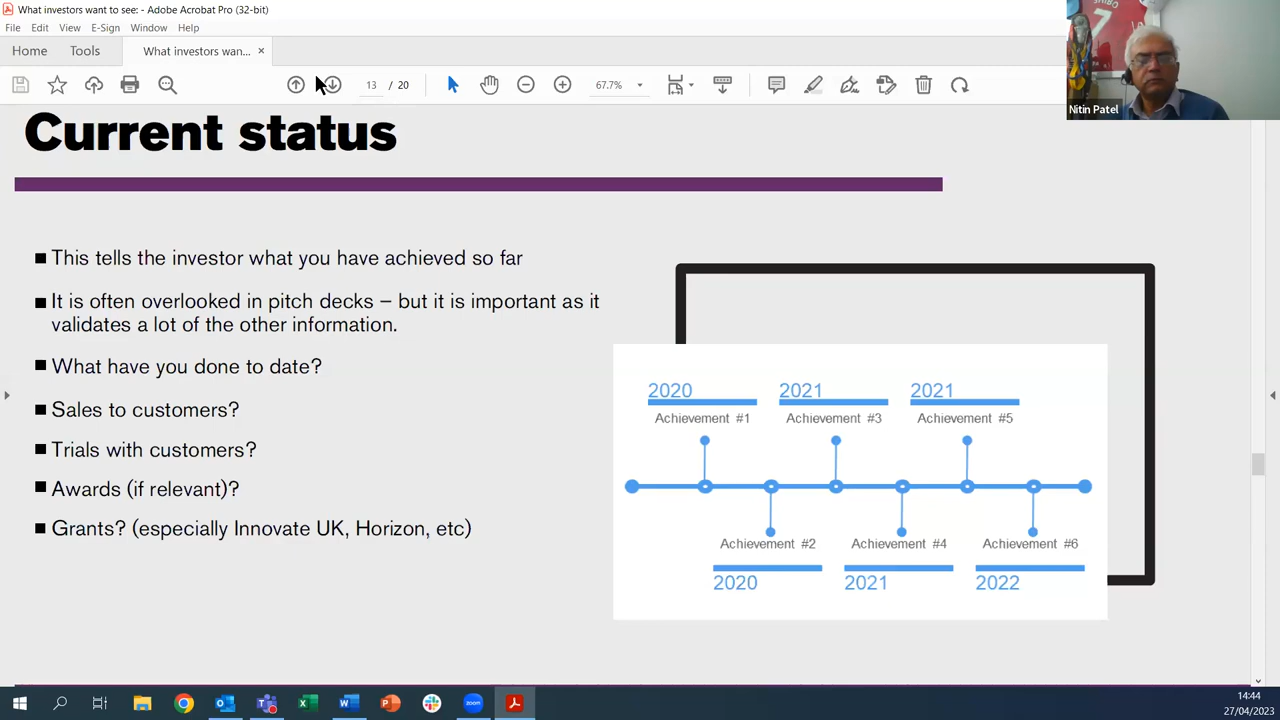 What investors want to see: - Adobe Acrobat Pro (32-bit)
File Edit View E-Sign Window Help
Home Tools What investors wan... ×
13 / 20 67.7%
Nitin Patel
Current status
This tells the investor what you have achieved so far
It is often overlooked in pitch decks – but it is important as it
validates a lot of the other information.
What have you done to date?
Sales to customers?
Trials with customers?
Awards (if relevant)?
Grants? (especially Innovate UK, Horizon, etc)
2020 2021 2021
Achievement #1 Achievement #3 Achievement #5
Achievement #2 Achievement #4 Achievement #6
2020 2021 2022
14:44
27/04/2023